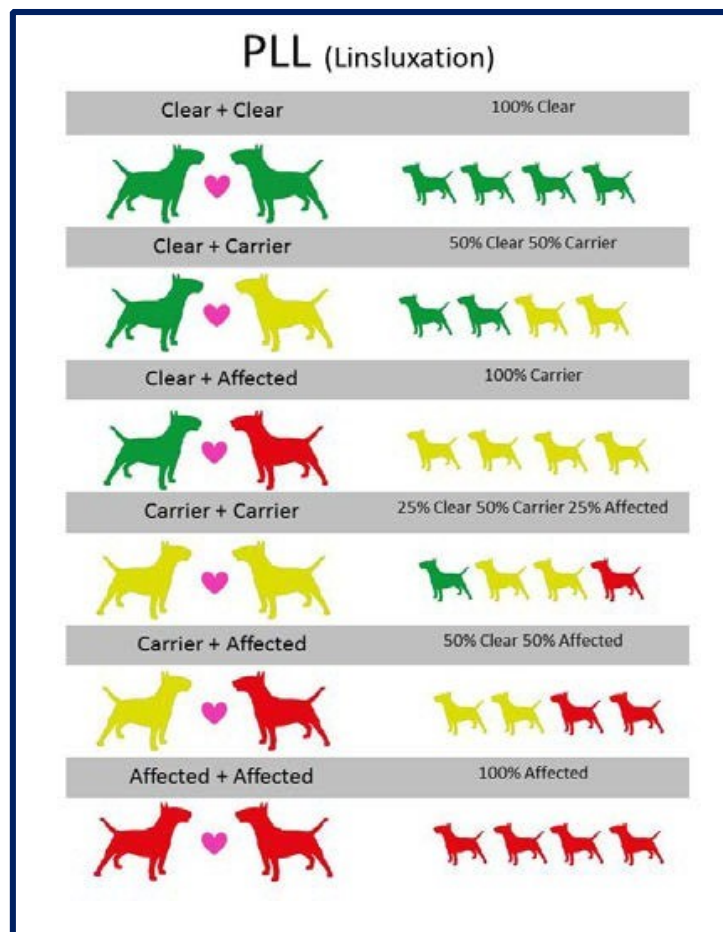 PLL (Linsluxation)
Clear + Clear 100% Clear
Clear + Carrier 50% Clear 50% Carrier
Clear + Affected 100% Carrier
Carrier + Carrier 25% Clear 50% Carrier 25% Affected
Carrier + Affected 50% Clear 50% Affected
Affected + Affected 100% Affected